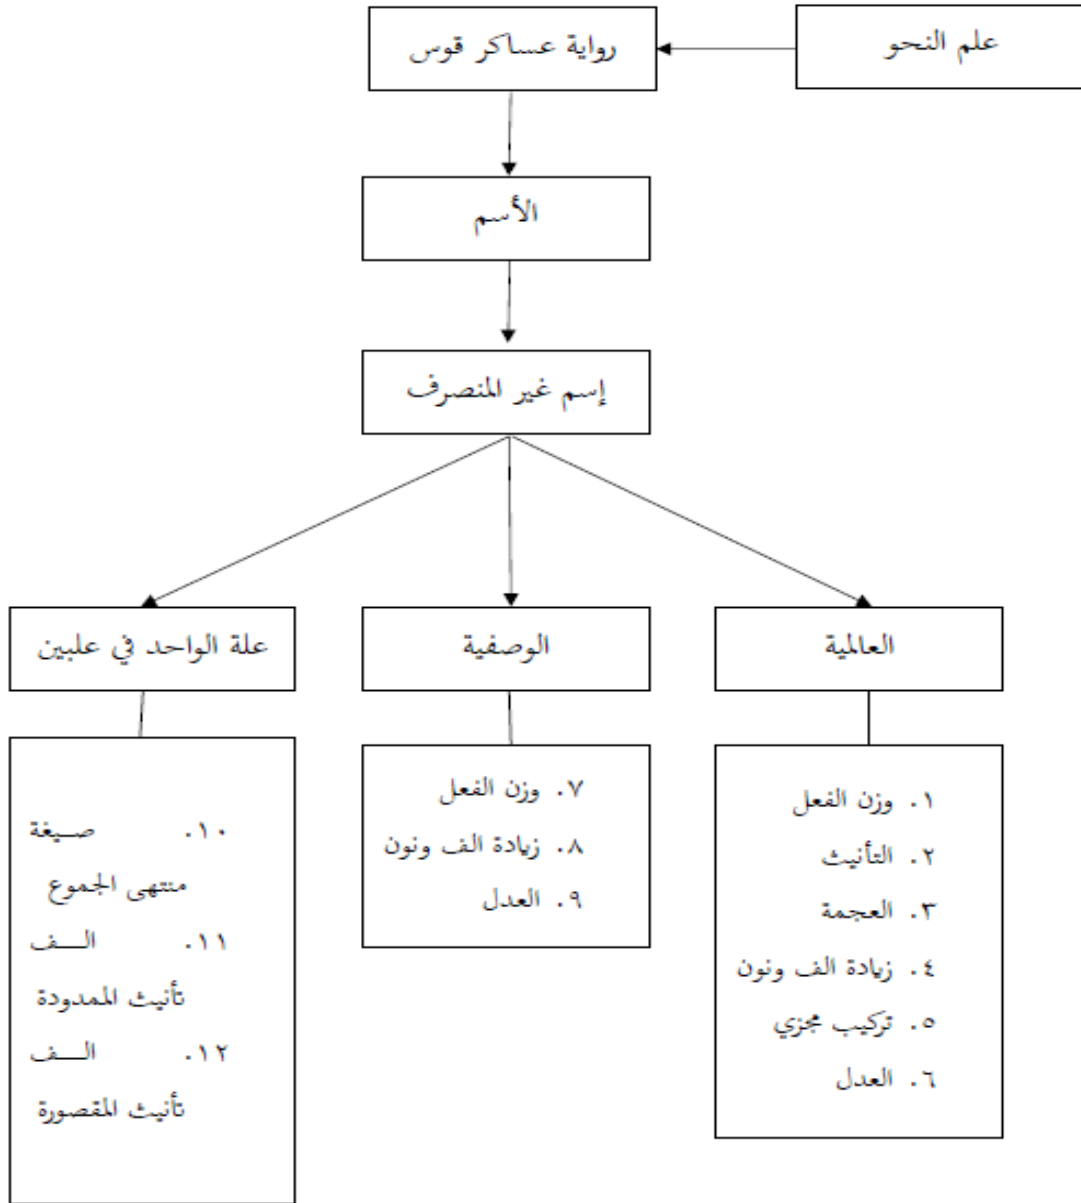 علم النحو
رواية عساكر قوس
الأسم
إسم غير المنصرف
العالمية
الوصفية
علة الواحد في علبين
١. وزن الفعل
٢. التأنيث
٣. العجمة
٤. زيادة الف ونون
٥. تركيب مجزي
٦. العدل
٧. وزن الفعل
٨. زيادة الف ونون
٩. العدل
١٠. صيغة
منتهى الجموع
١١. الف
تأنيث الممدودة
١٢. الف
تأنيث المقصورة